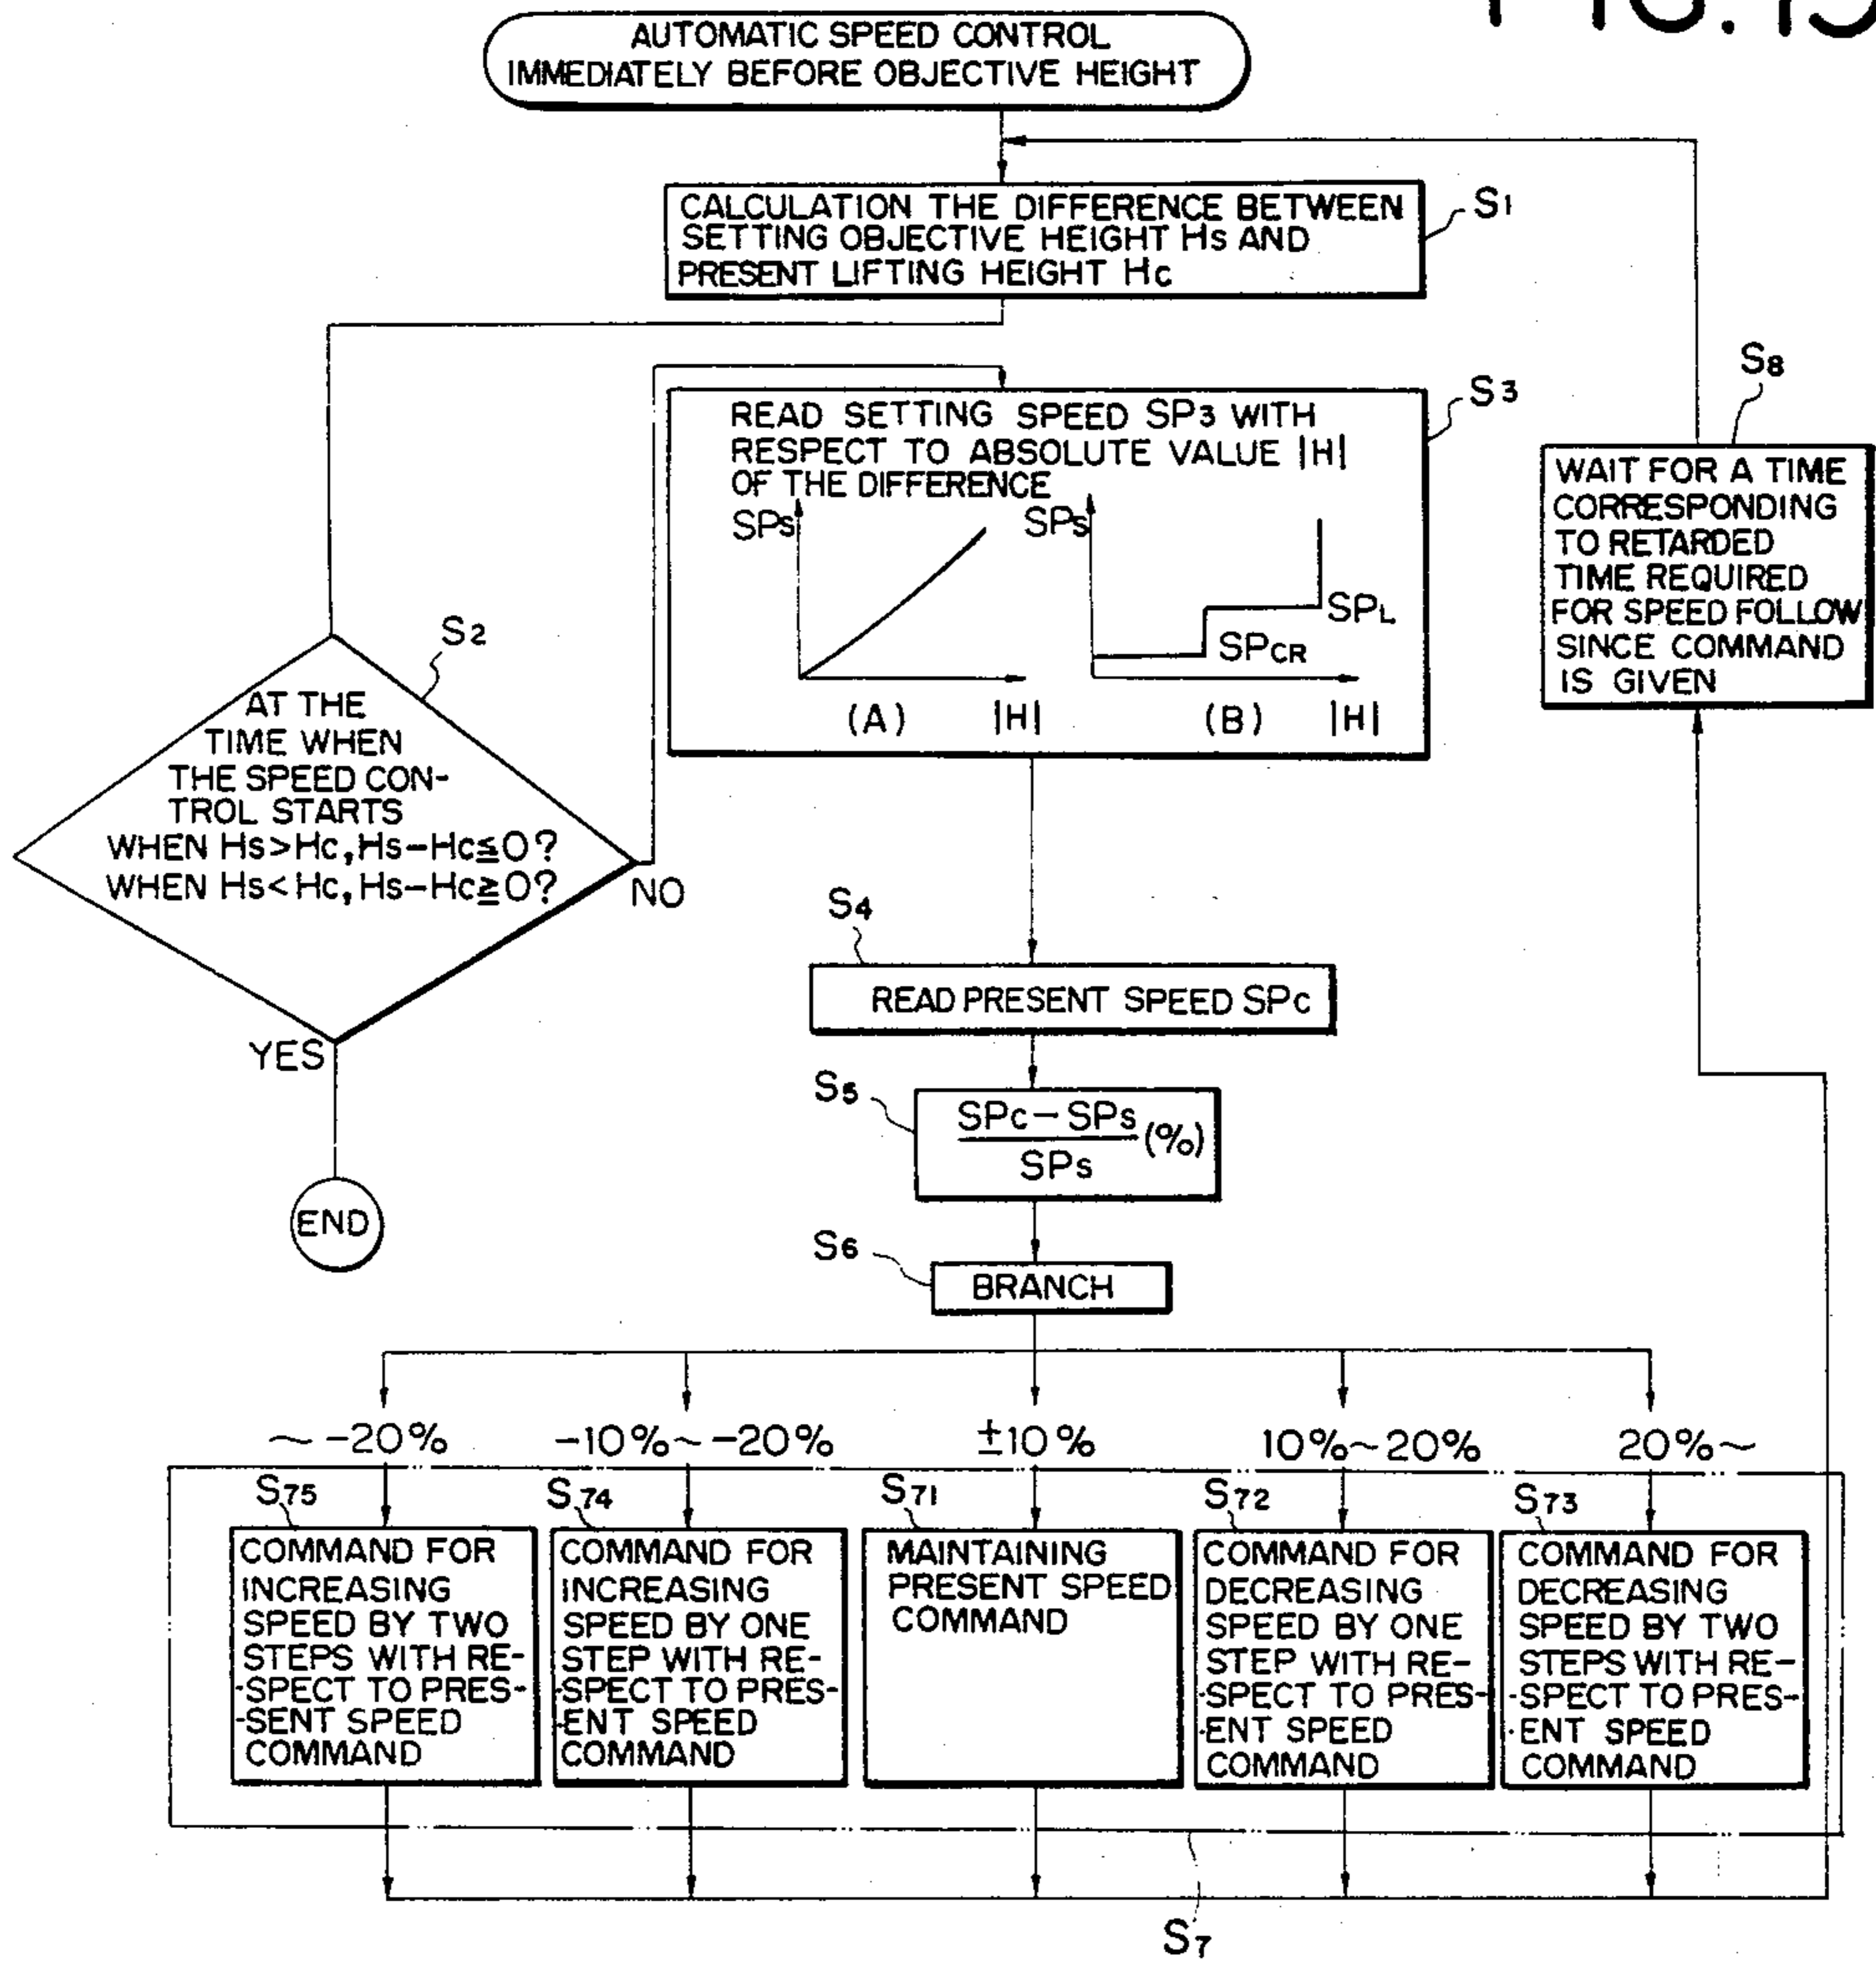 AUTOMATIC SPEED CONTROL
IMMEDIATELY BEFORE OBJECTIVE HEIGHT
CALCULATION THE DIFFERENCE BETWEEN
SETTING OBJECTIVE HEIGHT Hs AND
PRESENT LIFTING HEIGHT Hc
S1
AT THE
TIME WHEN
THE SPEED CON-
TROL STARTS
WHEN Hs>Hc, Hs-Hc≦0?
WHEN Hs<Hc, Hs-Hc≧0?
S2
NO
YES
END
READ SETTING SPEED SP3 WITH
RESPECT TO ABSOLUTE VALUE |H|
OF THE DIFFERENCE
SPs
SPs
SPL
SPCR
(A) |H|
(B) |H|
S3
S4
READ PRESENT SPEED SPc
S5
SPc - SPs
(%)
SPs
S6
BRANCH
~ -20%
-10%~ -20%
±10%
10%~20%
20%~
S75
COMMAND FOR
INCREASING
SPEED BY TWO
STEPS WITH RE-
-SPECT TO PRES-
-SENT SPEED
COMMAND
S74
COMMAND FOR
INCREASING
SPEED BY ONE
STEP WITH RE-
-SPECT TO PRES-
-ENT SPEED
COMMAND
S71
MAINTAINING
PRESENT SPEED
COMMAND
S72
COMMAND FOR
DECREASING
SPEED BY ONE
STEP WITH RE-
-SPECT TO PRES-
-ENT SPEED
COMMAND
S73
COMMAND FOR
DECREASING
SPEED BY TWO
STEPS WITH RE-
-SPECT TO PRES-
-ENT SPEED
COMMAND
S7
S8
WAIT FOR A TIME
CORRESPONDING
TO RETARDED
TIME REQUIRED
FOR SPEED FOLLOW
SINCE COMMAND
IS GIVEN